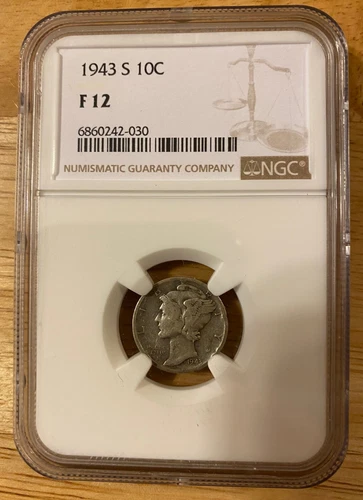 1943 S 10C
F 12
6860242-030
NUMISMATIC GUARANTY COMPANY NGC